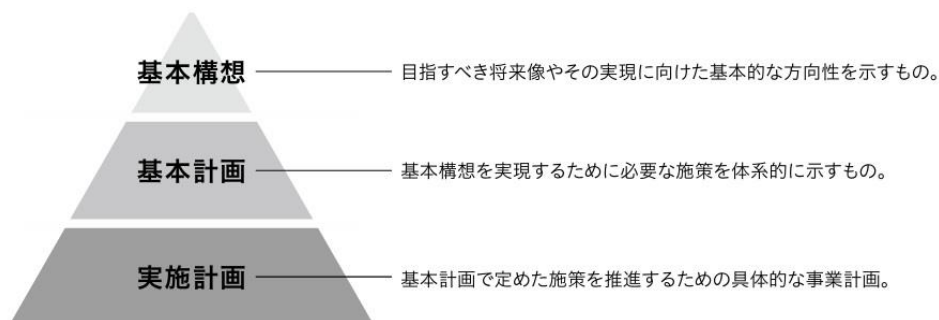 基本構想
目指すべき将来像やその実現に向けた基本的な方向性を示すもの。
基本計画
基本構想を実現するために必要な施策を体系的に示すもの。
実施計画
基本計画で定めた施策を推進するための具体的な事業計画。